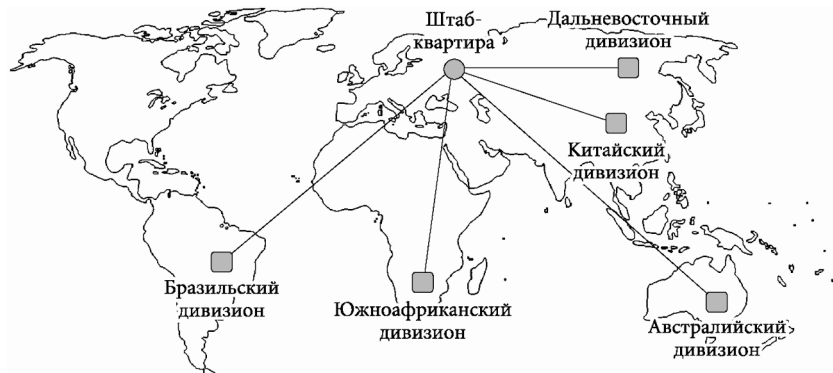 Штаб-
квартира
Дальневосточный
дивизион
Китайский
дивизион
Бразильский
дивизион
Южноафриканский
дивизион
Австралийский
дивизион